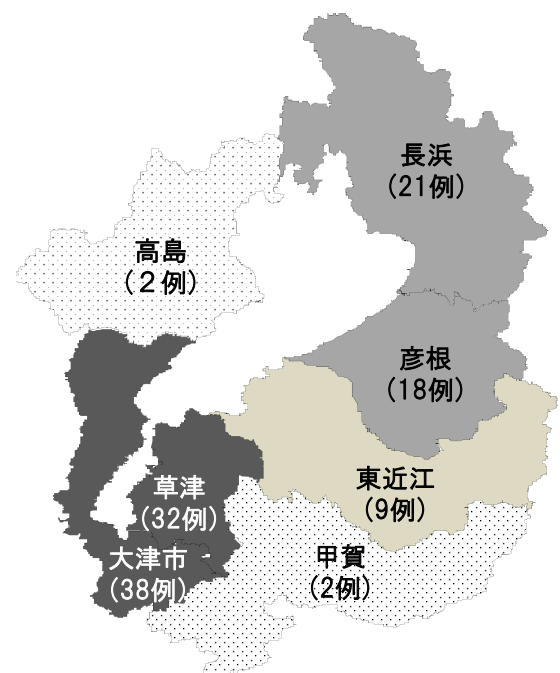 長浜
(21例)
高島
(２例)
彦根
(18例)
東近江
(9例)
草津
(32例)
大津市
(38例)
甲賀
(2例)